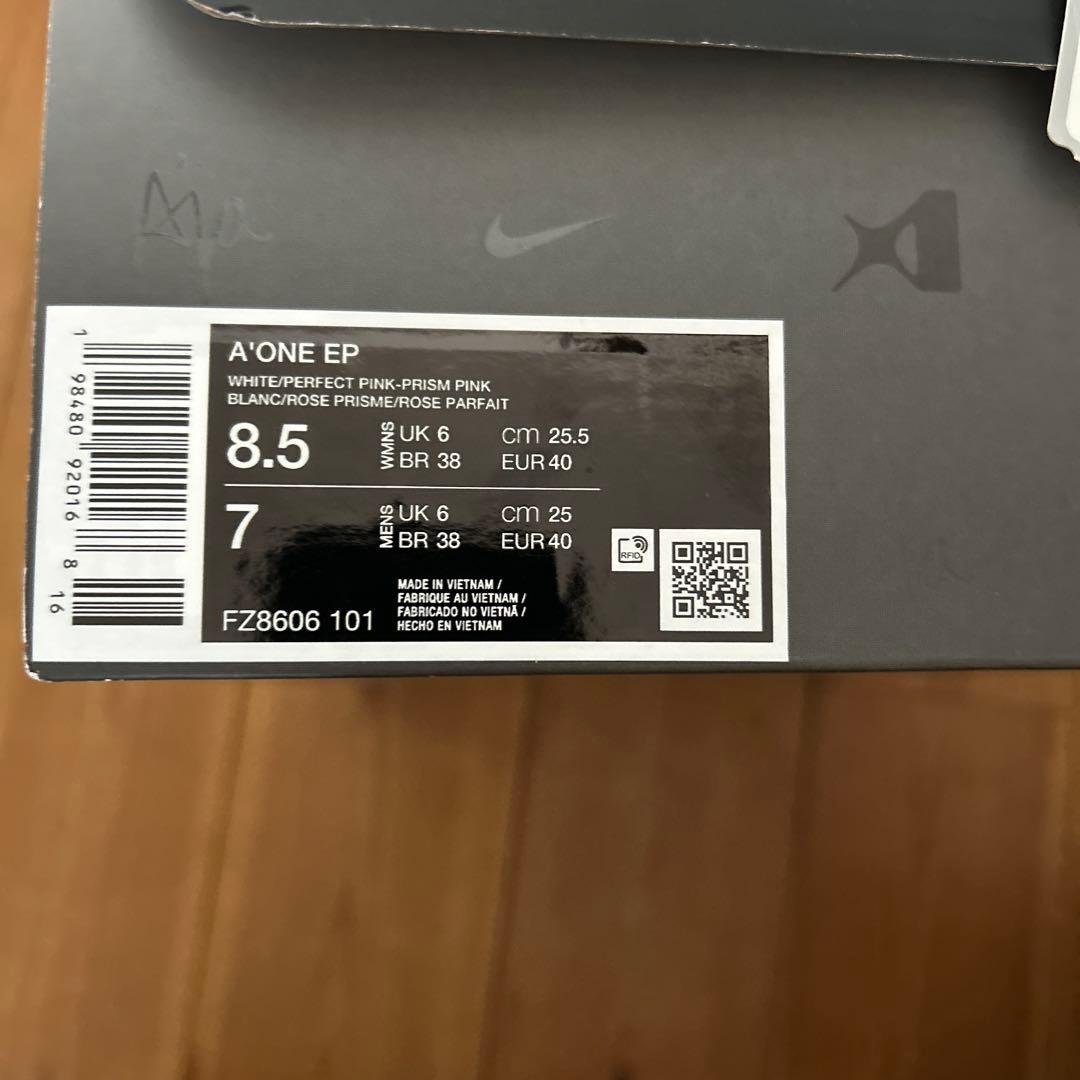 A'ONE EP
WHITE/PERFECT PINK-PRISM PINK
BLANC/ROSE PRISME/ROSE PARFAIT
8.5 WMNS UK 6 cm 25.5
BR 38 EUR 40
7 MENS UK 6 cm 25
BR 38 EUR 40
RFID
MADE IN VIETNAM /
FABRIQUE AU VIETNAM /
FABRICADO NO VIETNÃ /
HECHO EN VIETNAM
FZ8606 101
1 98480 92016 8 16